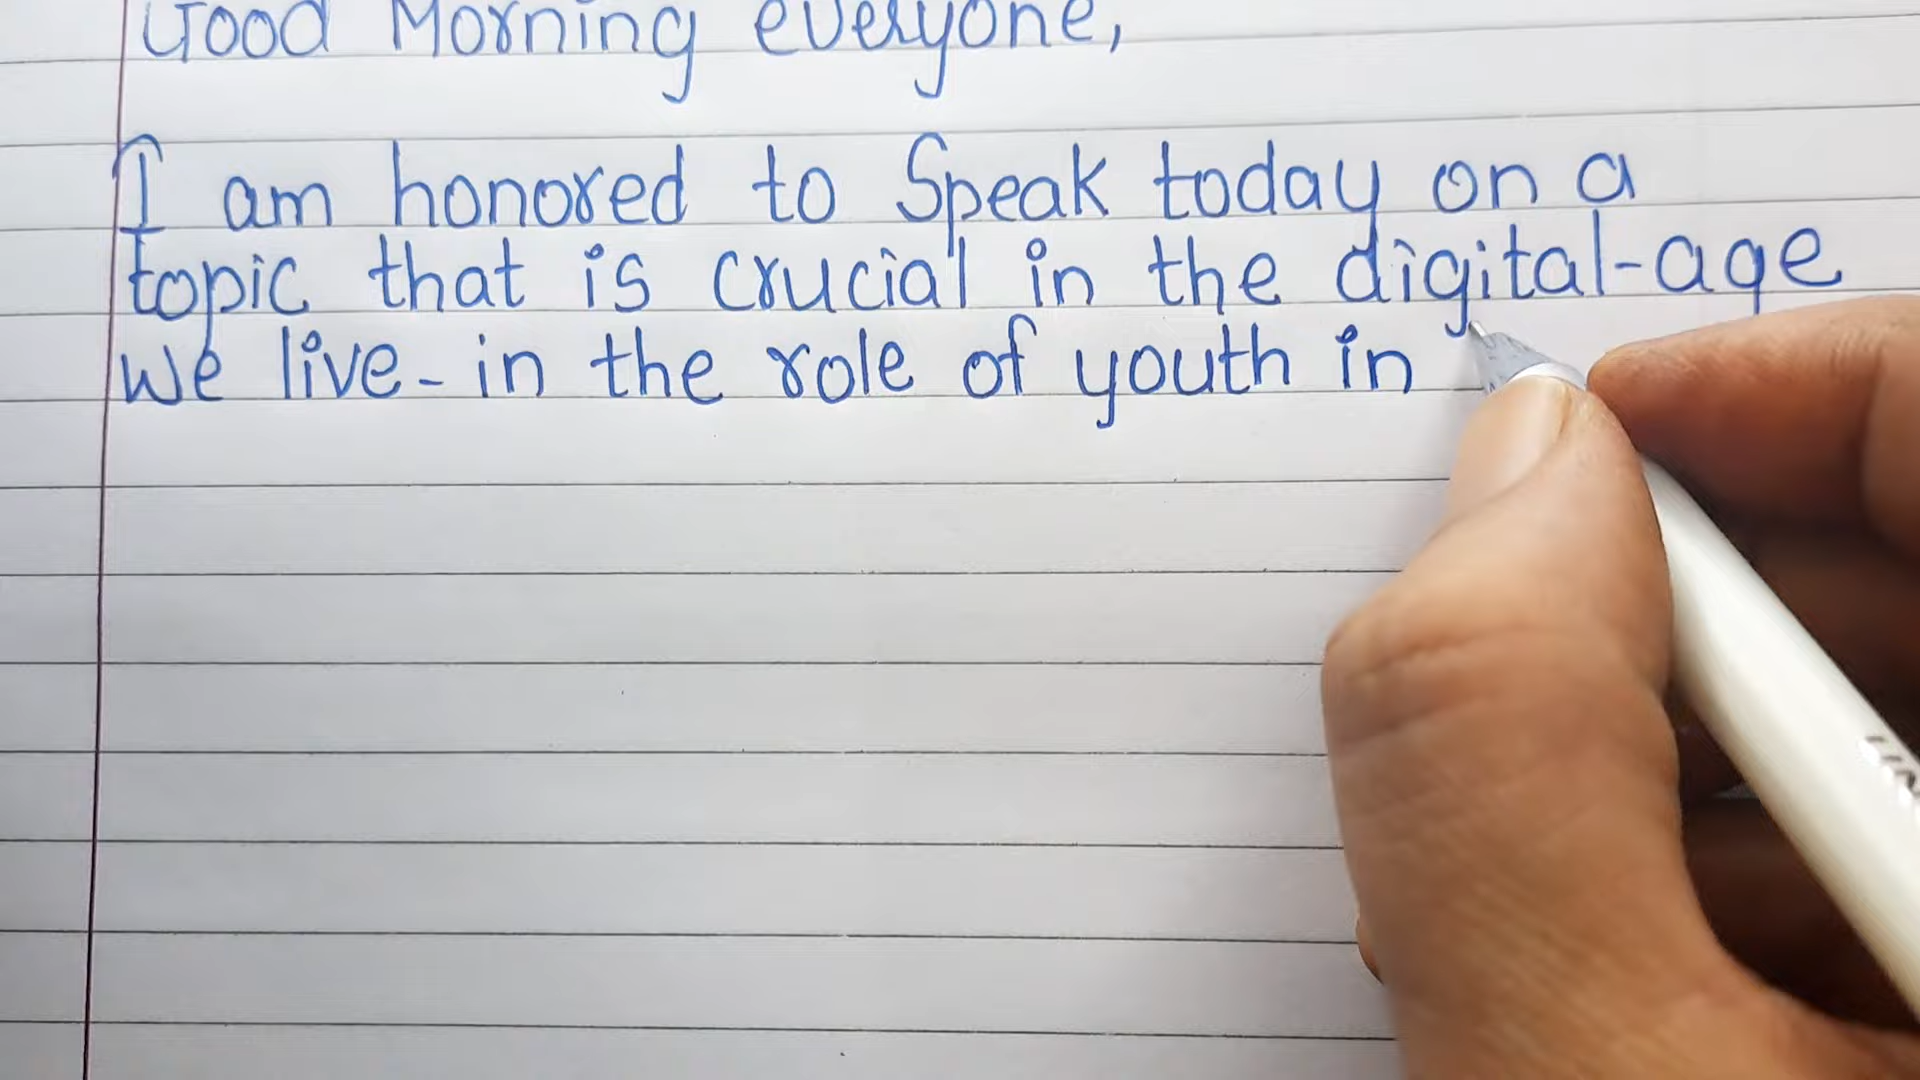 Good Morning everyone,
I am honored to Speak today on a
topic that is crucial in the digital-age
We live - in the role of youth in